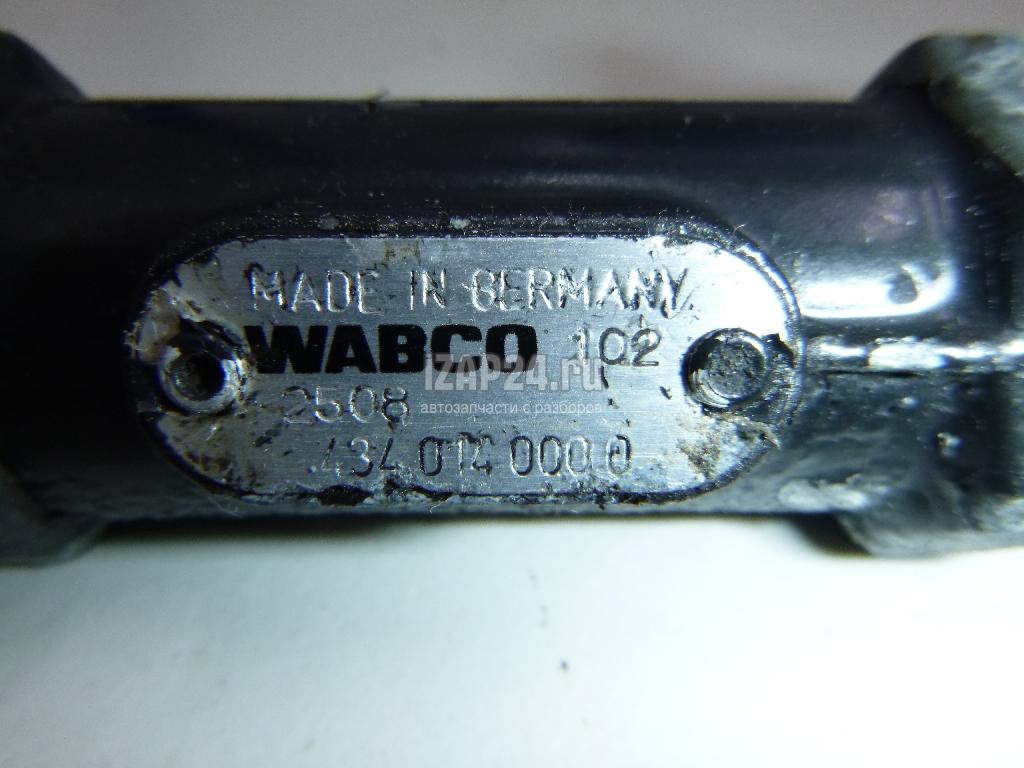 MADE IN GERMANY
WABCO 102
IZAP24.ru
2508
автозапчасти с разборов
434 014 000 0